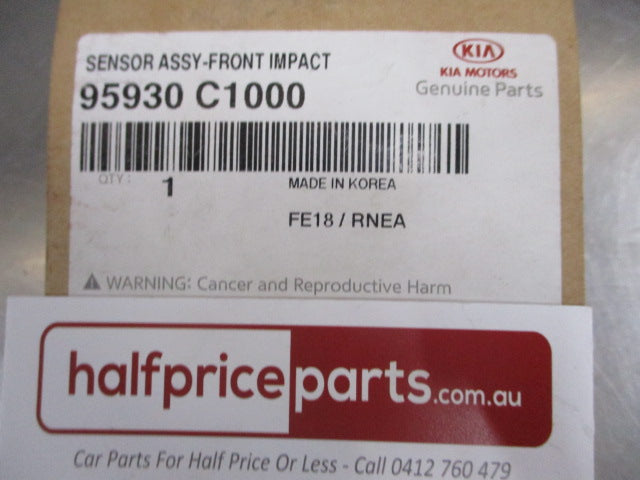 SENSOR ASSY-FRONT IMPACT
95930 C1000
KIA
KIA MOTORS
Genuine Parts
QTY :
1
MADE IN KOREA
FE18 / RNEA
WARNING: Cancer and Reproductive Harm
halfpriceparts.com.au
Car Parts For Half Price Or Less - Call 0412 760 479